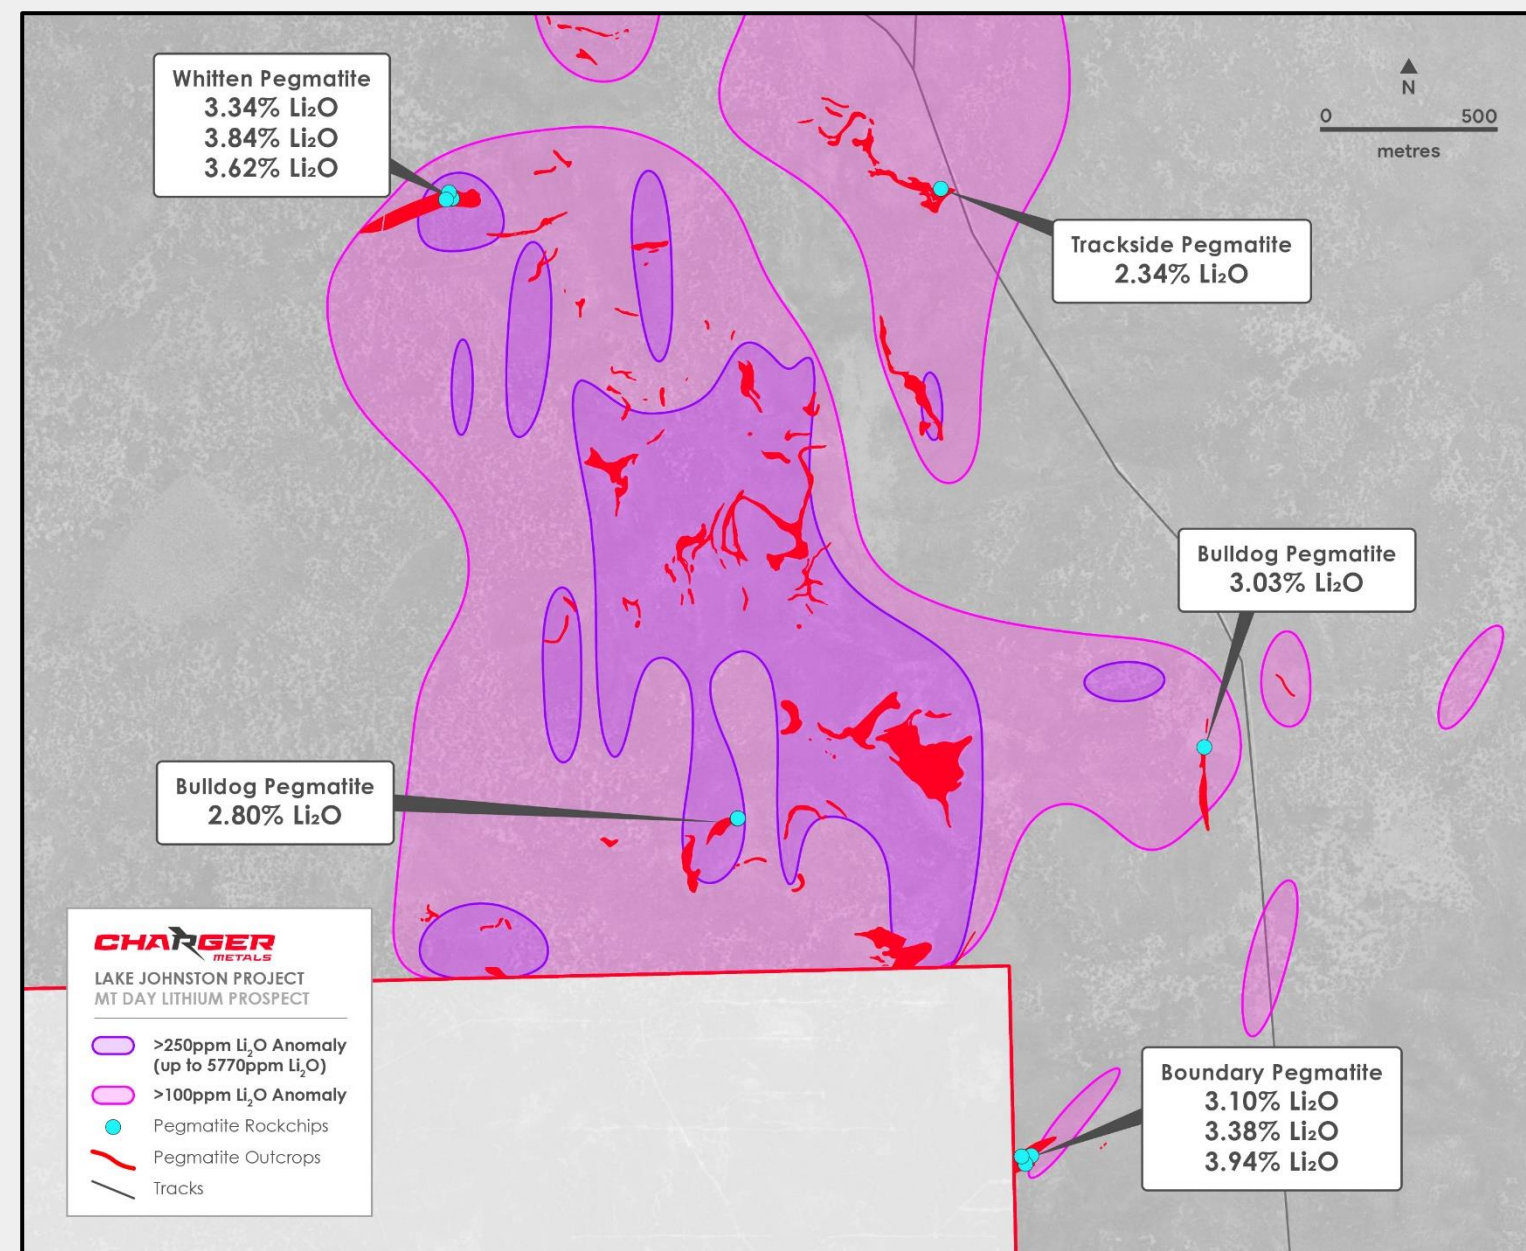 Whitten Pegmatite
3.34% Li₂O
3.84% Li₂O
3.62% Li₂O
N
0 500
metres
Trackside Pegmatite
2.34% Li₂O
Bulldog Pegmatite
3.03% Li₂O
Bulldog Pegmatite
2.80% Li₂O
CHARGER
METALS
LAKE JOHNSTON PROJECT
MT DAY LITHIUM PROSPECT
>250ppm Li₂O Anomaly
(up to 5770ppm Li₂O)
>100ppm Li₂O Anomaly
Pegmatite Rockchips
Pegmatite Outcrops
Tracks
Boundary Pegmatite
3.10% Li₂O
3.38% Li₂O
3.94% Li₂O